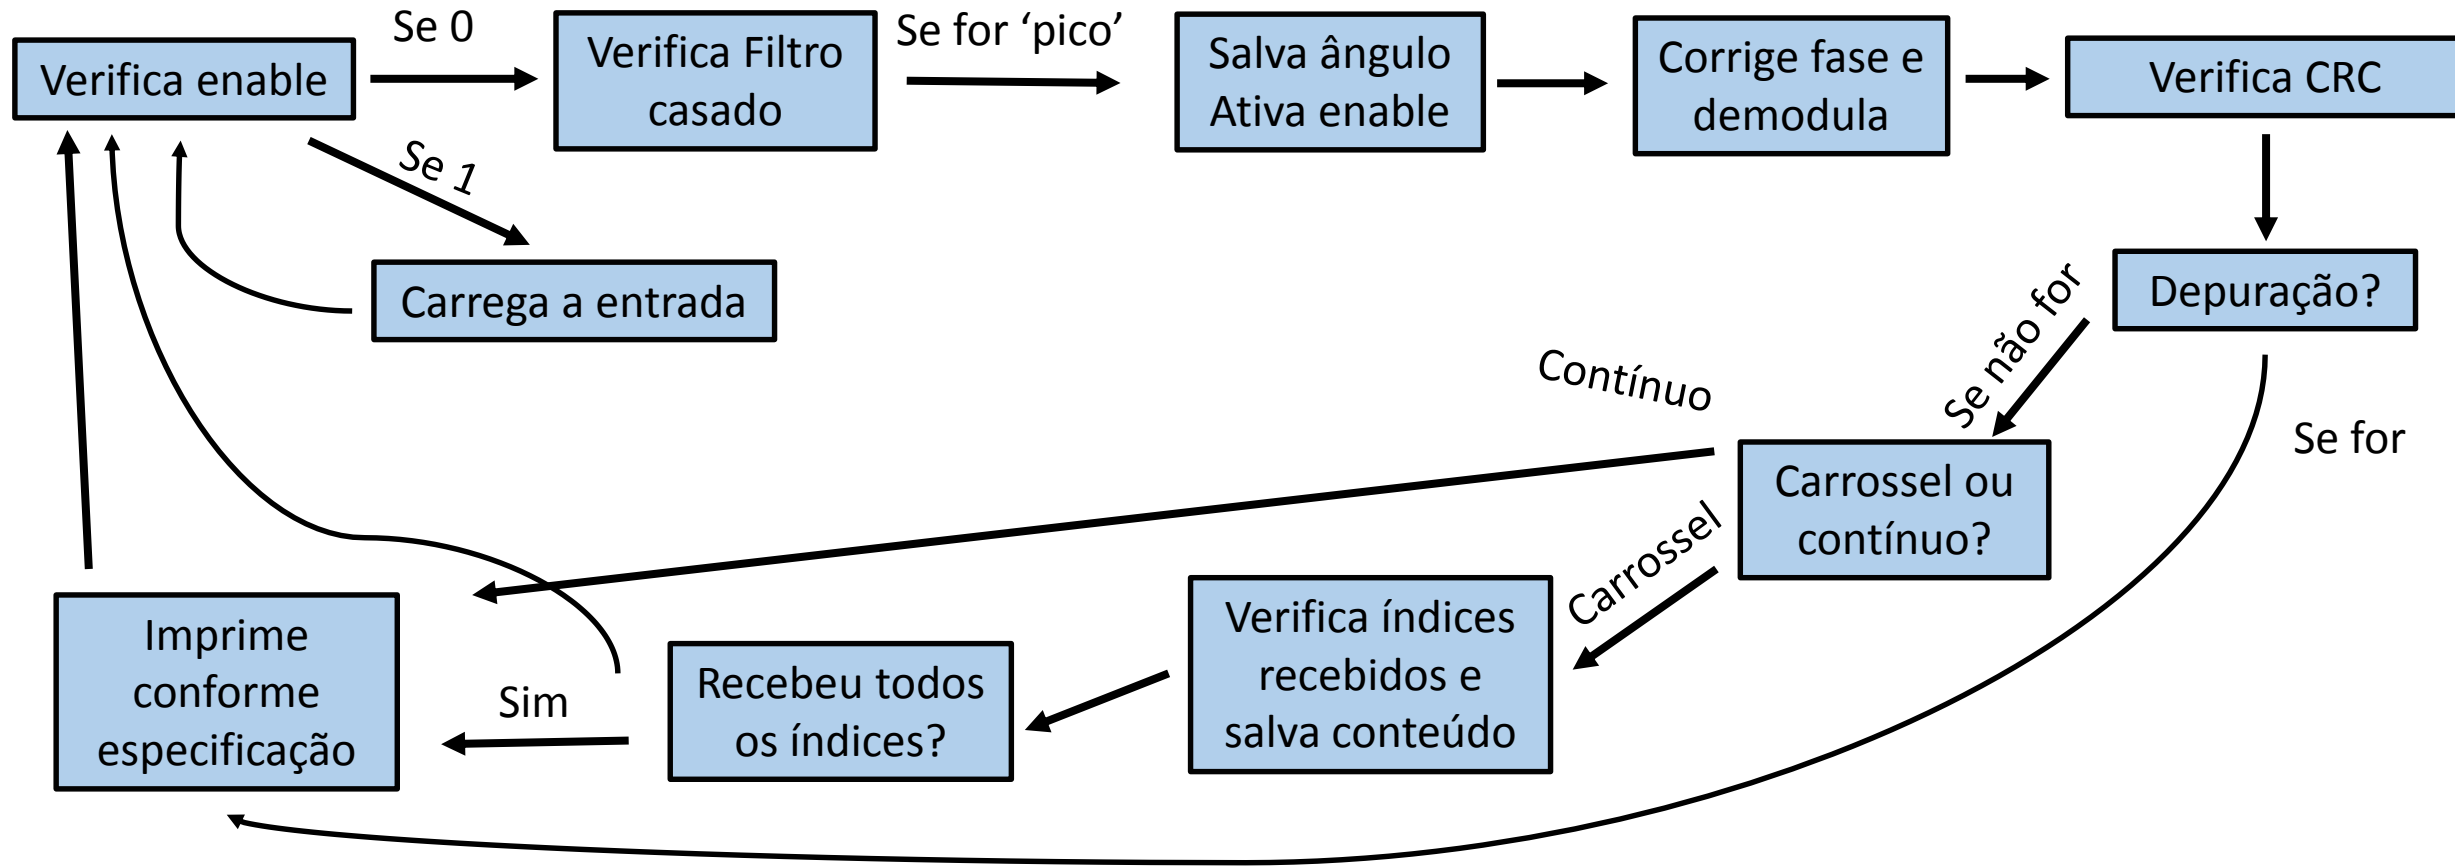 Verifica enable
Se 0
Verifica Filtro
casado
Se for ‘pico’
Salva ângulo
Ativa enable
Corrige fase e
demodula
Verifica CRC
Se 1
Carrega a entrada
Depuração?
Se não for
Se for
Contínuo
Carrossel ou
contínuo?
Carrossel
Verifica índices
recebidos e
salva conteúdo
Recebeu todos
os índices?
Sim
Imprime
conforme
especificação